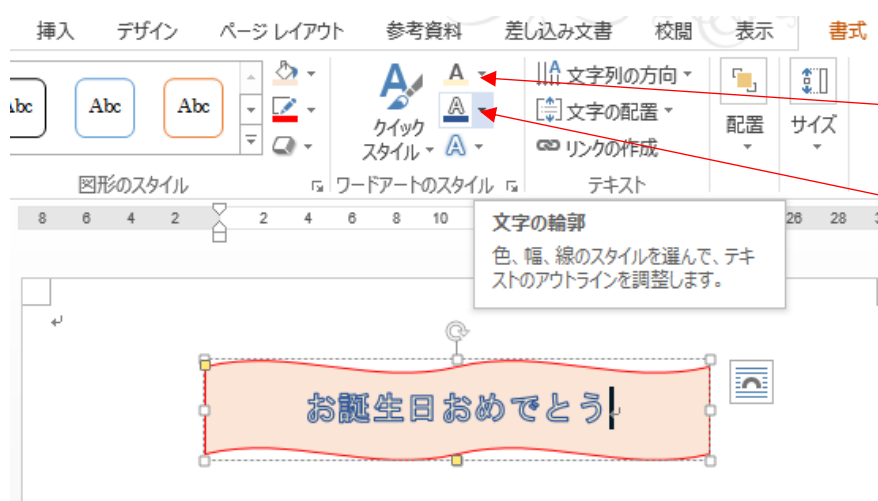 挿入 デザイン ページ レイアウト 参考資料 差し込み文書 校閲 表示 書式
Abc Abc Abc
クイック
スタイル
文字列の方向
文字の配置
リンクの作成
配置
サイズ
図形のスタイル ワードアートのスタイル テキスト
8 6 4 2 2 4 6 8 10 26 28
文字の輪郭
色、幅、線のスタイルを選んで、テキ
ストのアウトラインを調整します。
お誕生日おめでとう